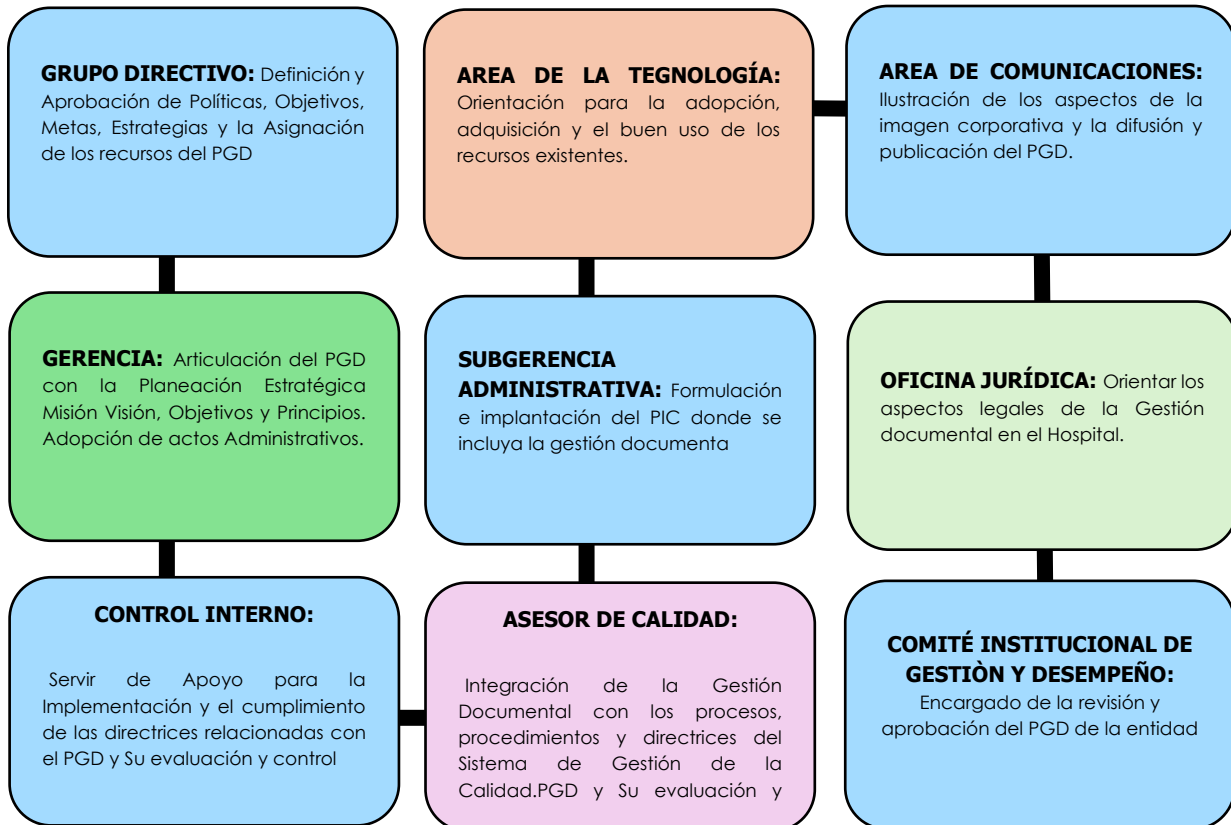 GRUPO DIRECTIVO: Definición y
Aprobación de Políticas, Objetivos,
Metas, Estrategias y la Asignación
de los recursos del PGD
AREA DE LA TEGNOLOGÍA:
Orientación para la adopción,
adquisición y el buen uso de los
recursos existentes.
AREA DE COMUNICACIONES:
Ilustración de los aspectos de la
imagen corporativa y la difusión y
publicación del PGD.
GERENCIA: Articulación del PGD
con la Planeación Estratégica
Misión Visión, Objetivos y Principios.
Adopción de actos Administrativos.
SUBGERENCIA
ADMINISTRATIVA: Formulación
e implantación del PIC donde se
incluya la gestión documenta
OFICINA JURÍDICA: Orientar los
aspectos legales de la Gestión
documental en el Hospital.
CONTROL INTERNO:
Servir de Apoyo para la
Implementación y el cumplimiento
de las directrices relacionadas con
el PGD y Su evaluación y control
ASESOR DE CALIDAD:
Integración de la Gestión
Documental con los procesos,
procedimientos y directrices del
Sistema de Gestión de la
Calidad.PGD y Su evaluación y
COMITÉ INSTITUCIONAL DE
GESTIÒN Y DESEMPEÑO:
Encargado de la revisión y
aprobación del PGD de la entidad